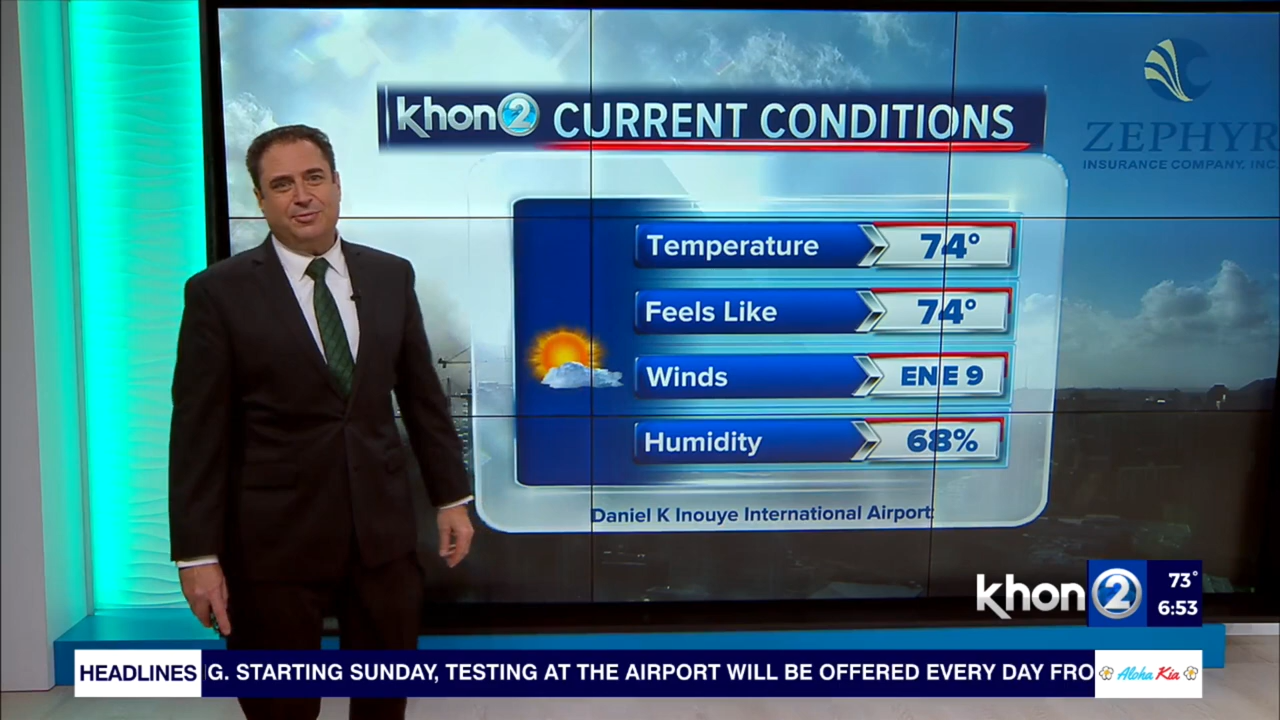 khon2 CURRENT CONDITIONS
ZEPHYR
INSURANCE COMPANY, INC.
Temperature 74°
Feels Like 74°
Winds ENE 9
Humidity 68%
Daniel K Inouye International Airport
khon 2 73°
6:53
HEADLINES G. STARTING SUNDAY, TESTING AT THE AIRPORT WILL BE OFFERED EVERY DAY FRO Aloha Kia